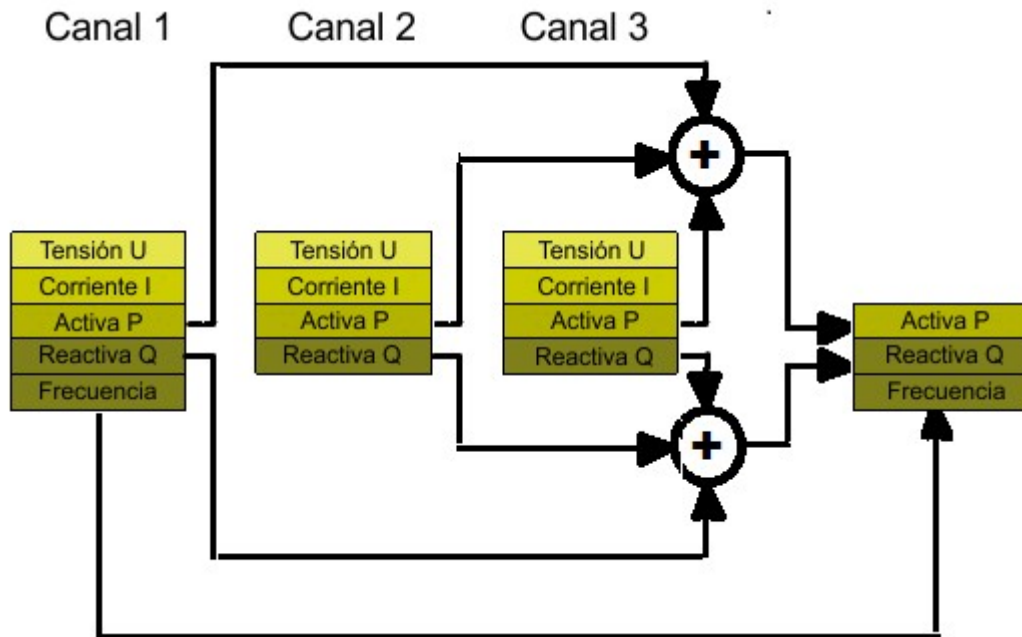 Canal 1
Canal 2
Canal 3
+
Tensión U
Corriente I
Activa P
Reactiva Q
Frecuencia
Tensión U
Corriente I
Activa P
Reactiva Q
Tensión U
Corriente I
Activa P
Reactiva Q
+
Activa P
Reactiva Q
Frecuencia